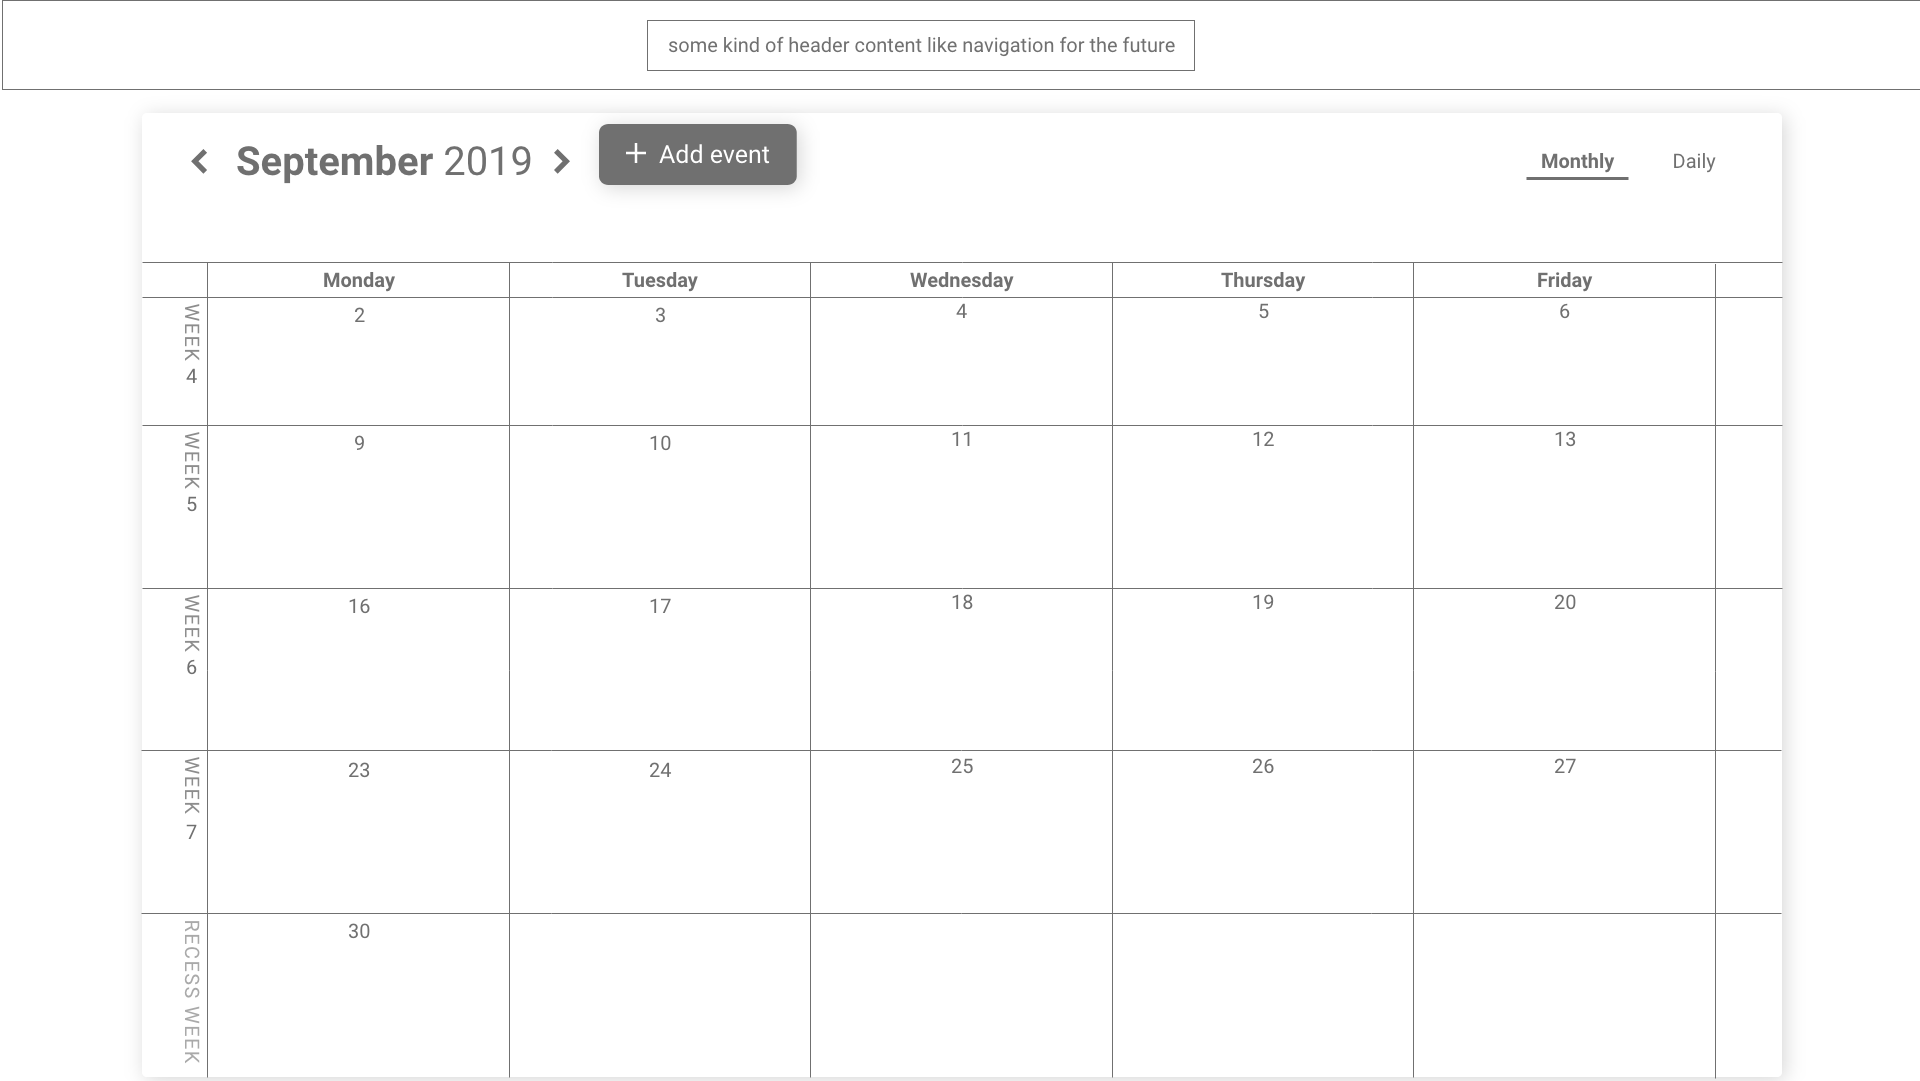 some kind of header content like navigation for the future
September 2019
+ Add event
Monthly
Daily
Monday Tuesday Wednesday Thursday Friday
WEEK 4
2 3 4 5 6
WEEK 5
9 10 11 12 13
WEEK 6
16 17 18 19 20
WEEK 7
23 24 25 26 27
RECESS WEEK
30